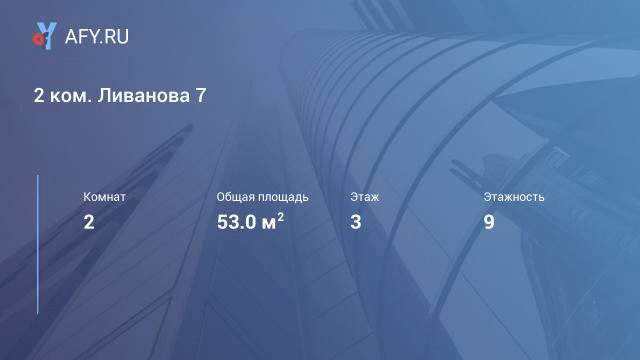 AFY.RU
2 ком. Ливанова 7
Комнат Общая площадь Этаж Этажность
2 53.0 м² 3 9